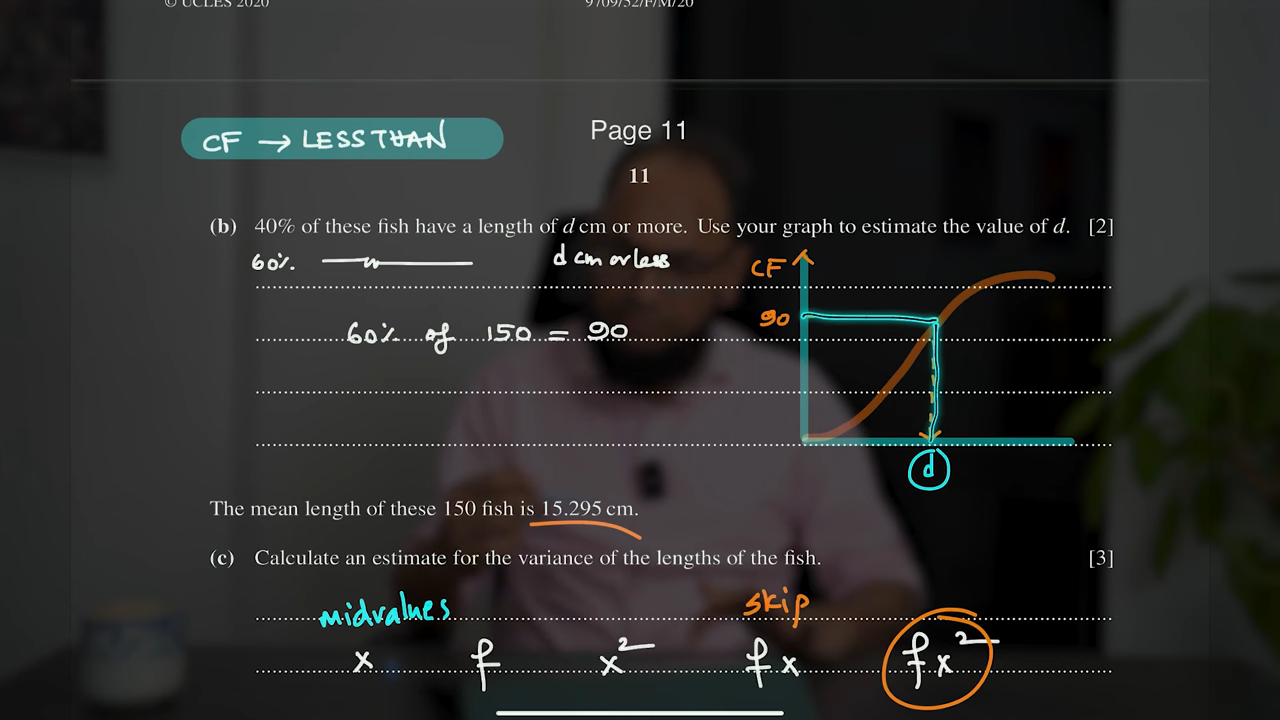 © UCLES 2020 9709/52/F/M/20
CF → LESS THAN
Page 11
11
(b) 40% of these fish have a length of d cm or more. Use your graph to estimate the value of d. [2]
60% d cm or less
CF
90
60% of 150 = 90
d
The mean length of these 150 fish is 15.295 cm.
(c) Calculate an estimate for the variance of the lengths of the fish. [3]
midvalues skip
x f x² fx fx²